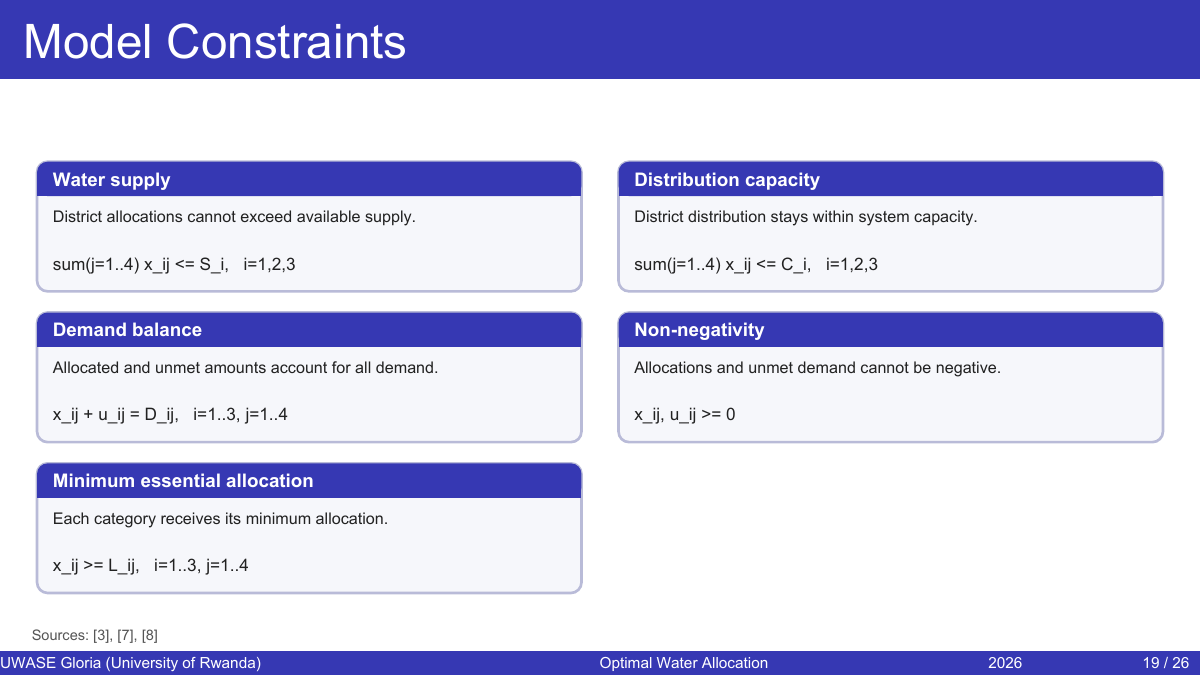 Model Constraints
Water supply
District allocations cannot exceed available supply.
sum(j=1..4) x_ij <= S_i,   i=1,2,3
Distribution capacity
District distribution stays within system capacity.
sum(j=1..4) x_ij <= C_i,   i=1,2,3
Demand balance
Allocated and unmet amounts account for all demand.
x_ij + u_ij = D_ij,   i=1..3, j=1..4
Non-negativity
Allocations and unmet demand cannot be negative.
x_ij, u_ij >= 0
Minimum essential allocation
Each category receives its minimum allocation.
x_ij >= L_ij,   i=1..3, j=1..4
Sources: [3], [7], [8]
UWASE Gloria (University of Rwanda)
Optimal Water Allocation
2026
19 / 26